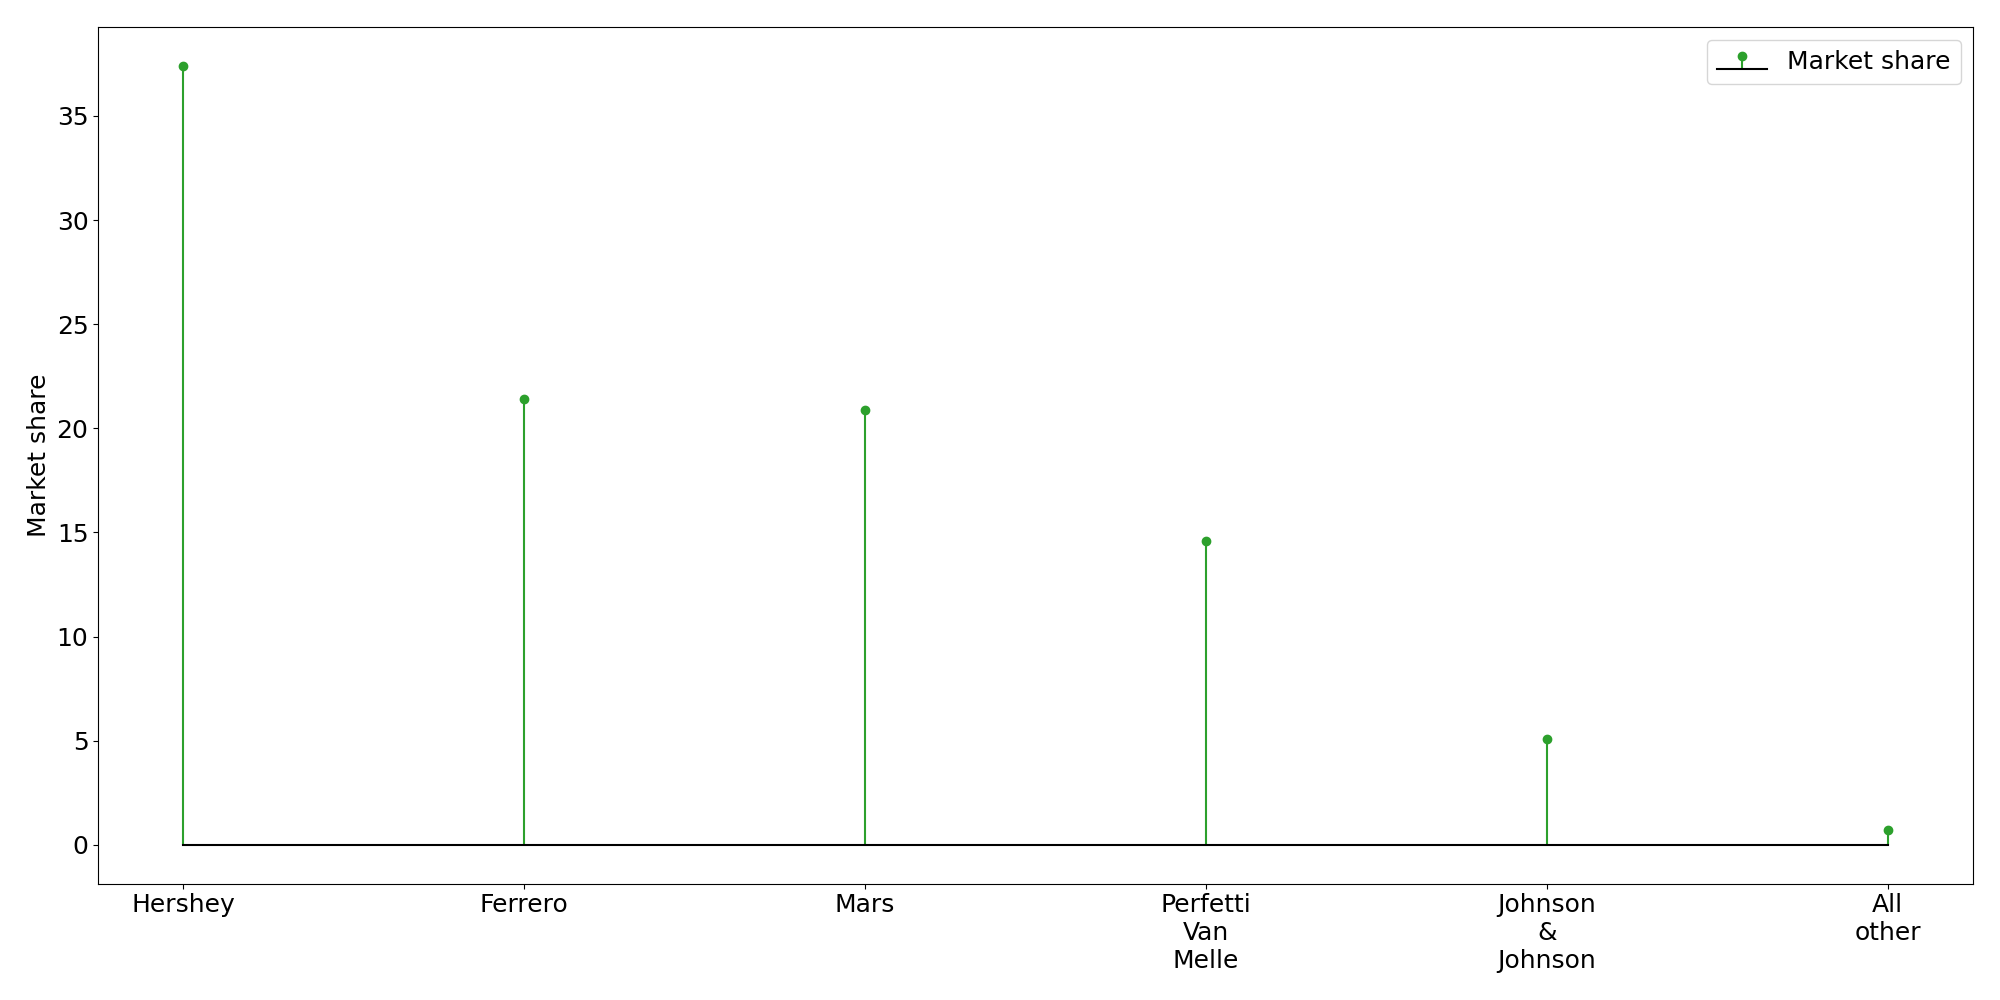 Market share
35
30
25
20
15
10
5
0
Market share
Hershey
Ferrero
Mars
Perfetti
Van
Melle
Johnson
&
Johnson
All
other